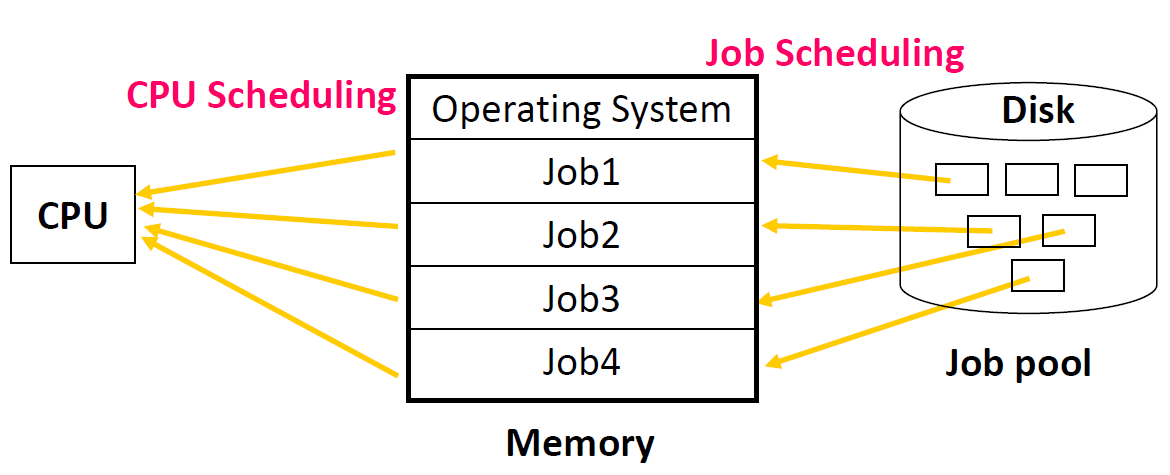 Job Scheduling
CPU Scheduling
Operating System
Disk
Job1
CPU
Job2
Job3
Job4
Job pool
Memory